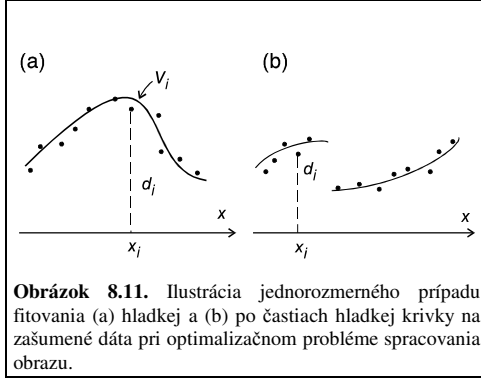 (a)
V_i
d_i
x
x_i
(b)
d_i
x
x_i
Obrázok 8.11. Ilustrácia jednorozmerného prípadu
fitovania (a) hladkej a (b) po častiach hladkej krivky na
zašumené dáta pri optimalizačnom probléme spracovania
obrazu.